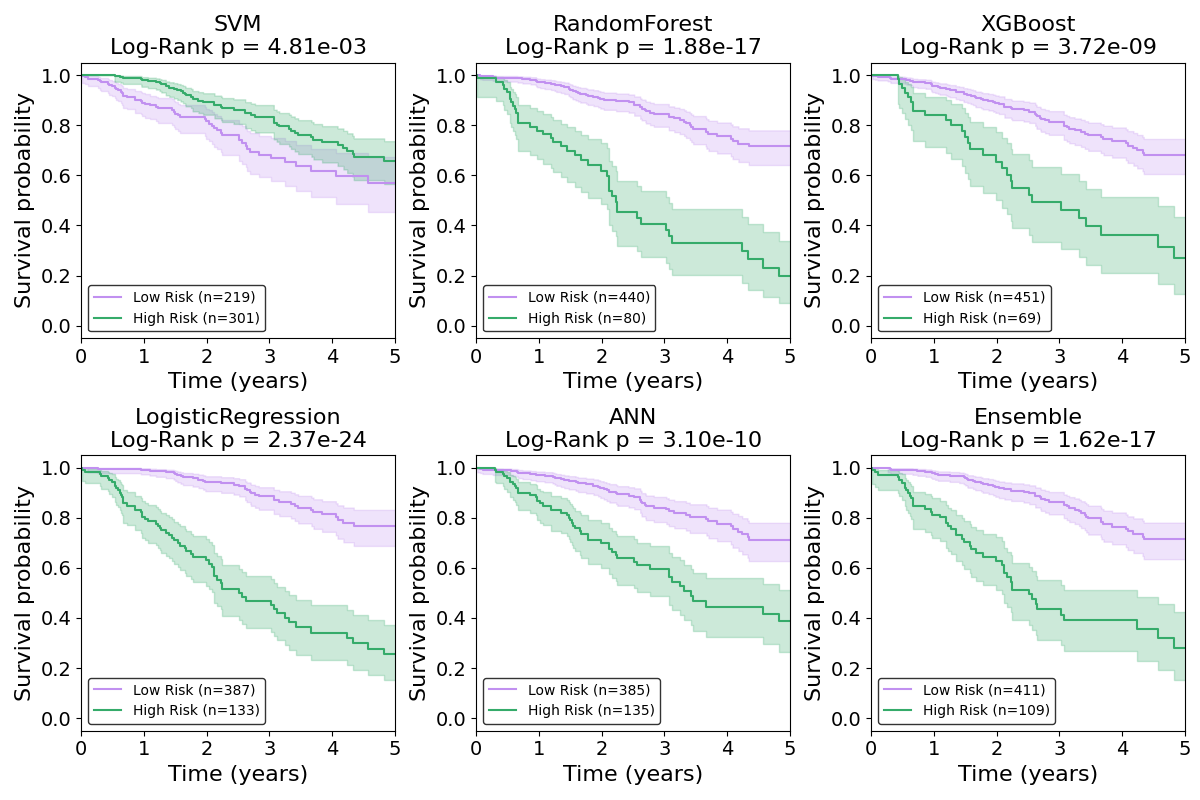 SVM
Log-Rank p = 4.81e-03
Survival probability
1.0
0.8
0.6
0.4
0.2
0.0
Low Risk (n=219)
High Risk (n=301)
0 1 2 3 4 5
Time (years)
RandomForest
Log-Rank p = 1.88e-17
Survival probability
1.0
0.8
0.6
0.4
0.2
0.0
Low Risk (n=440)
High Risk (n=80)
0 1 2 3 4 5
Time (years)
XGBoost
Log-Rank p = 3.72e-09
Survival probability
1.0
0.8
0.6
0.4
0.2
0.0
Low Risk (n=451)
High Risk (n=69)
0 1 2 3 4 5
Time (years)
LogisticRegression
Log-Rank p = 2.37e-24
Survival probability
1.0
0.8
0.6
0.4
0.2
0.0
Low Risk (n=387)
High Risk (n=133)
0 1 2 3 4 5
Time (years)
ANN
Log-Rank p = 3.10e-10
Survival probability
1.0
0.8
0.6
0.4
0.2
0.0
Low Risk (n=385)
High Risk (n=135)
0 1 2 3 4 5
Time (years)
Ensemble
Log-Rank p = 1.62e-17
Survival probability
1.0
0.8
0.6
0.4
0.2
0.0
Low Risk (n=411)
High Risk (n=109)
0 1 2 3 4 5
Time (years)